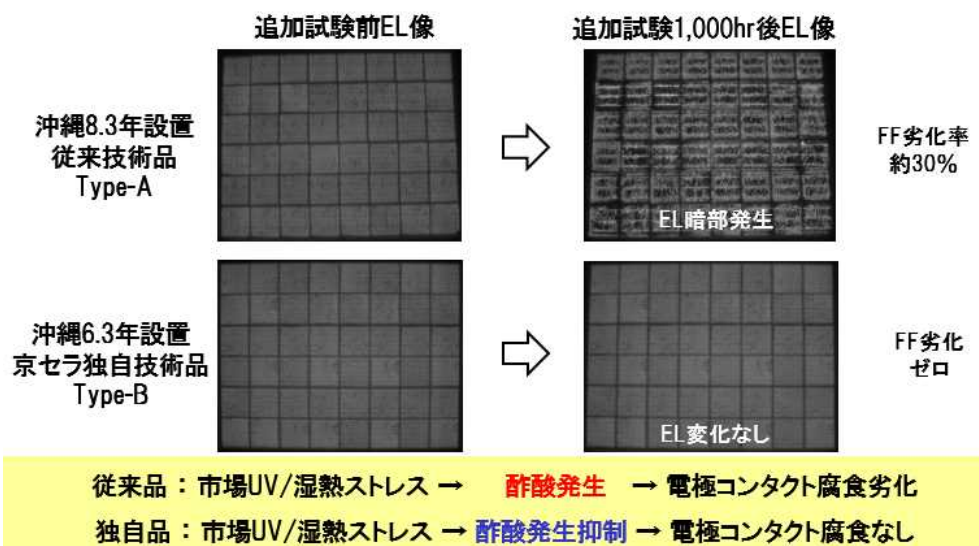 追加試験前EL像
追加試験1,000hr後EL像
沖縄8.3年設置
従来技術品
Type-A
EL暗部発生
FF劣化率
約30%
沖縄6.3年設置
京セラ独自技術品
Type-B
EL変化なし
FF劣化
ゼロ
従来品 : 市場UV/湿熱ストレス → 酢酸発生 → 電極コンタクト腐食劣化
独自品 : 市場UV/湿熱ストレス → 酢酸発生抑制 → 電極コンタクト腐食なし